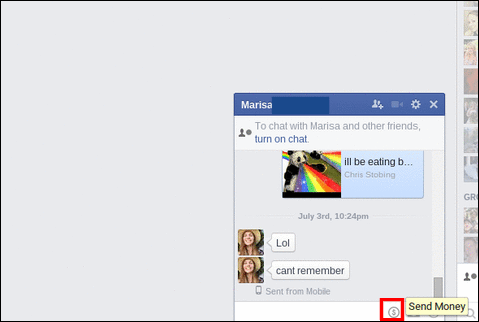 Marisa
To chat with Marisa and other friends,
turn on chat.
ill be eating b...
Chris Stobing
July 3rd, 10:24pm
Lol
cant remember
Sent from Mobile
Send Money
GRO